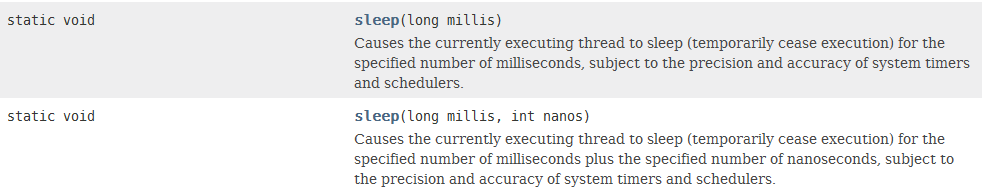 static void sleep(long millis)
Causes the currently executing thread to sleep (temporarily cease execution) for the
specified number of milliseconds, subject to the precision and accuracy of system timers
and schedulers.
static void sleep(long millis, int nanos)
Causes the currently executing thread to sleep (temporarily cease execution) for the
specified number of milliseconds plus the specified number of nanoseconds, subject to
the precision and accuracy of system timers and schedulers.